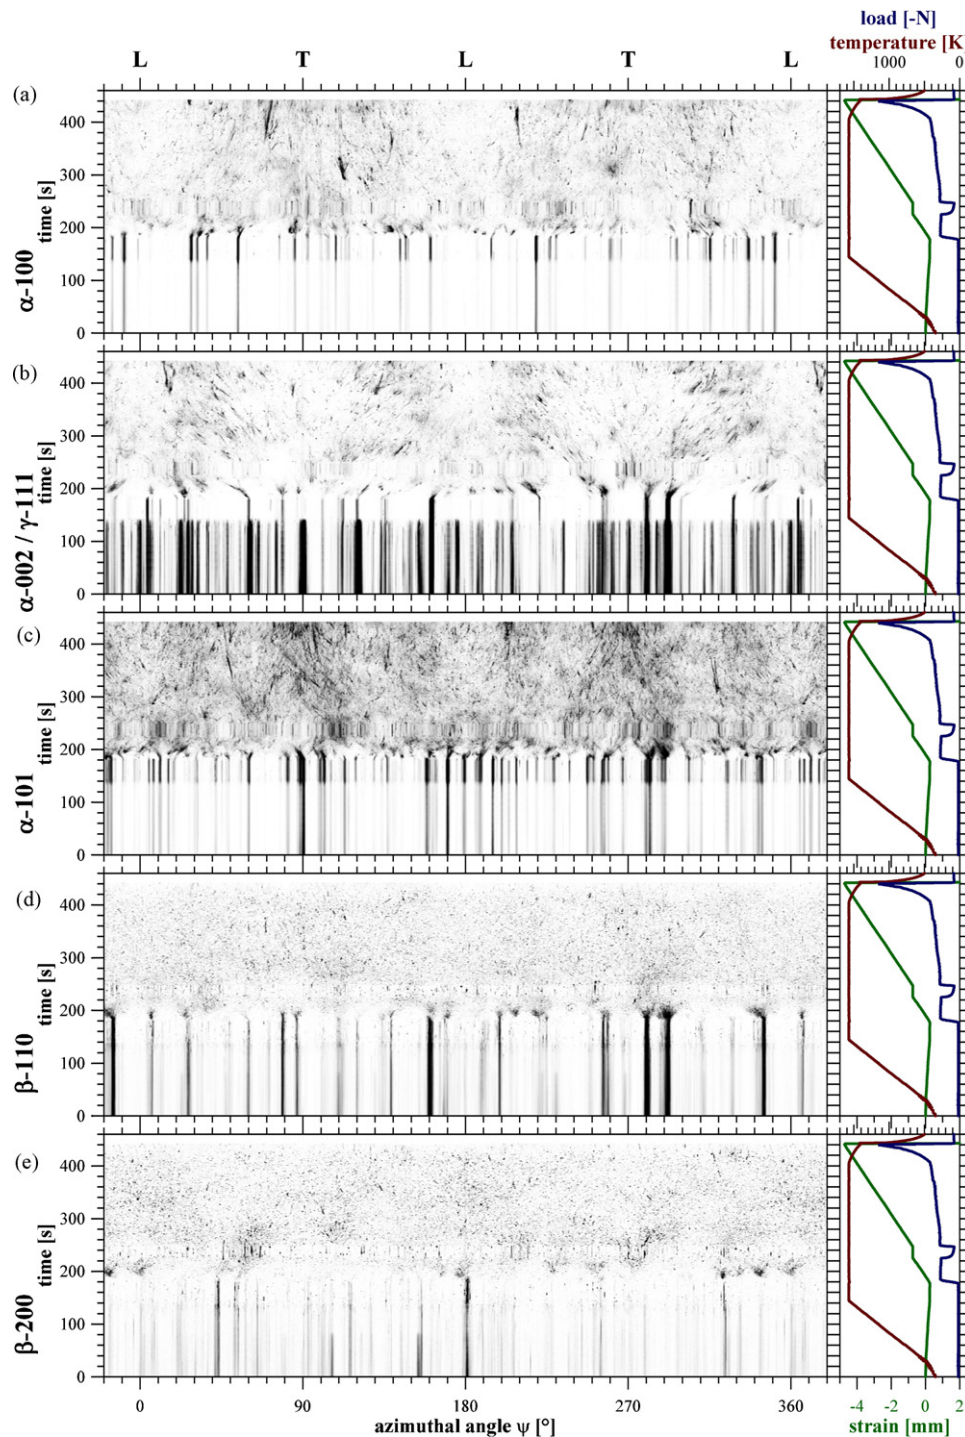 load [-N]
temperature [K]
L T L T L 1000 0
(a)
400
300
200
100
0
α-100
time [s]
(b)
400
300
200
100
0
α-002 / γ-111
time [s]
(c)
400
300
200
100
0
α-101
time [s]
(d)
400
300
200
100
0
β-110
time [s]
(e)
400
300
200
100
0
β-200
time [s]
0 90 180 270 360 -4 -2 0 2
azimuthal angle ψ [°] strain [mm]